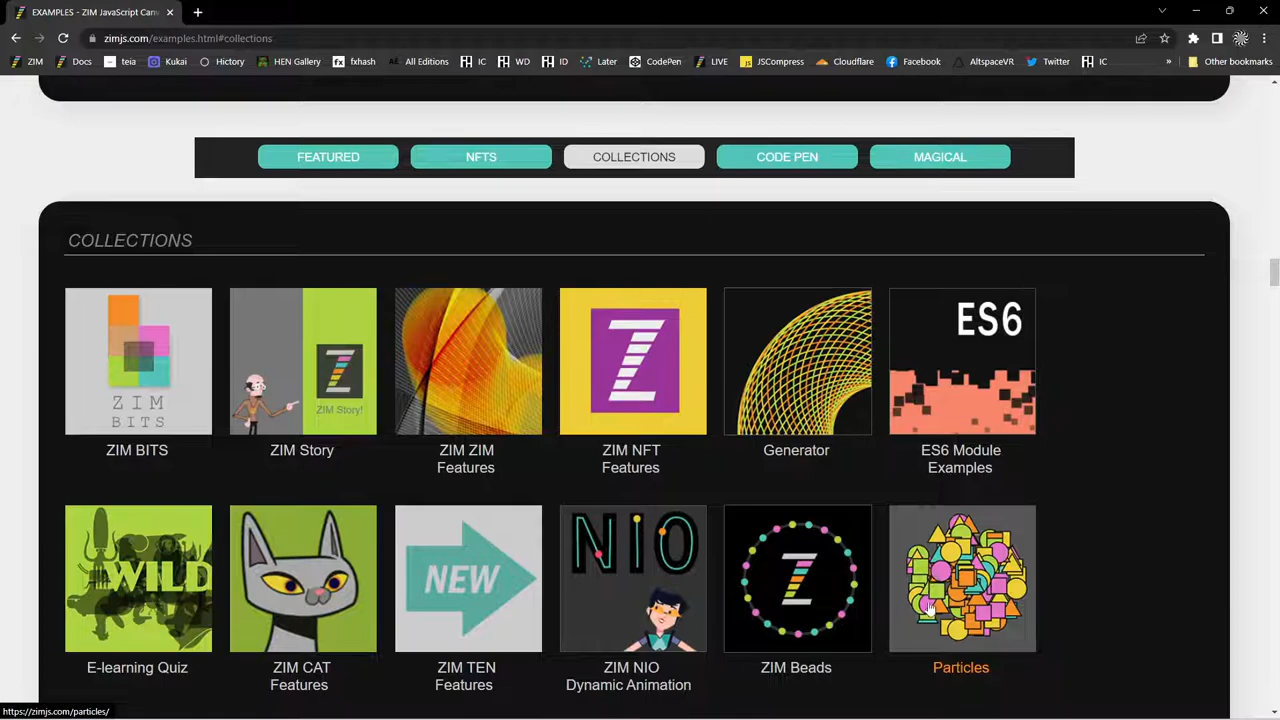 EXAMPLES - ZIM JavaScript Canv
zimjs.com/examples.html#collections
ZIM
Docs
teia
Kukai
Hictory
HEN Gallery
fxhash
All Editions
IC
WD
ID
Later
CodePen
LIVE
JSCompress
Cloudflare
Facebook
AltspaceVR
Twitter
IC
»
Other bookmarks
FEATURED
NFTS
COLLECTIONS
CODE PEN
MAGICAL
COLLECTIONS
ZIM
BITS
ZIM Story!
ES6
ZIM BITS
ZIM Story
ZIM ZIM
Features
ZIM NFT
Features
Generator
ES6 Module
Examples
WILD
NEW
NIO
E-learning Quiz
ZIM CAT
Features
ZIM TEN
Features
ZIM NIO
Dynamic Animation
ZIM Beads
Particles
https://zimjs.com/particles/